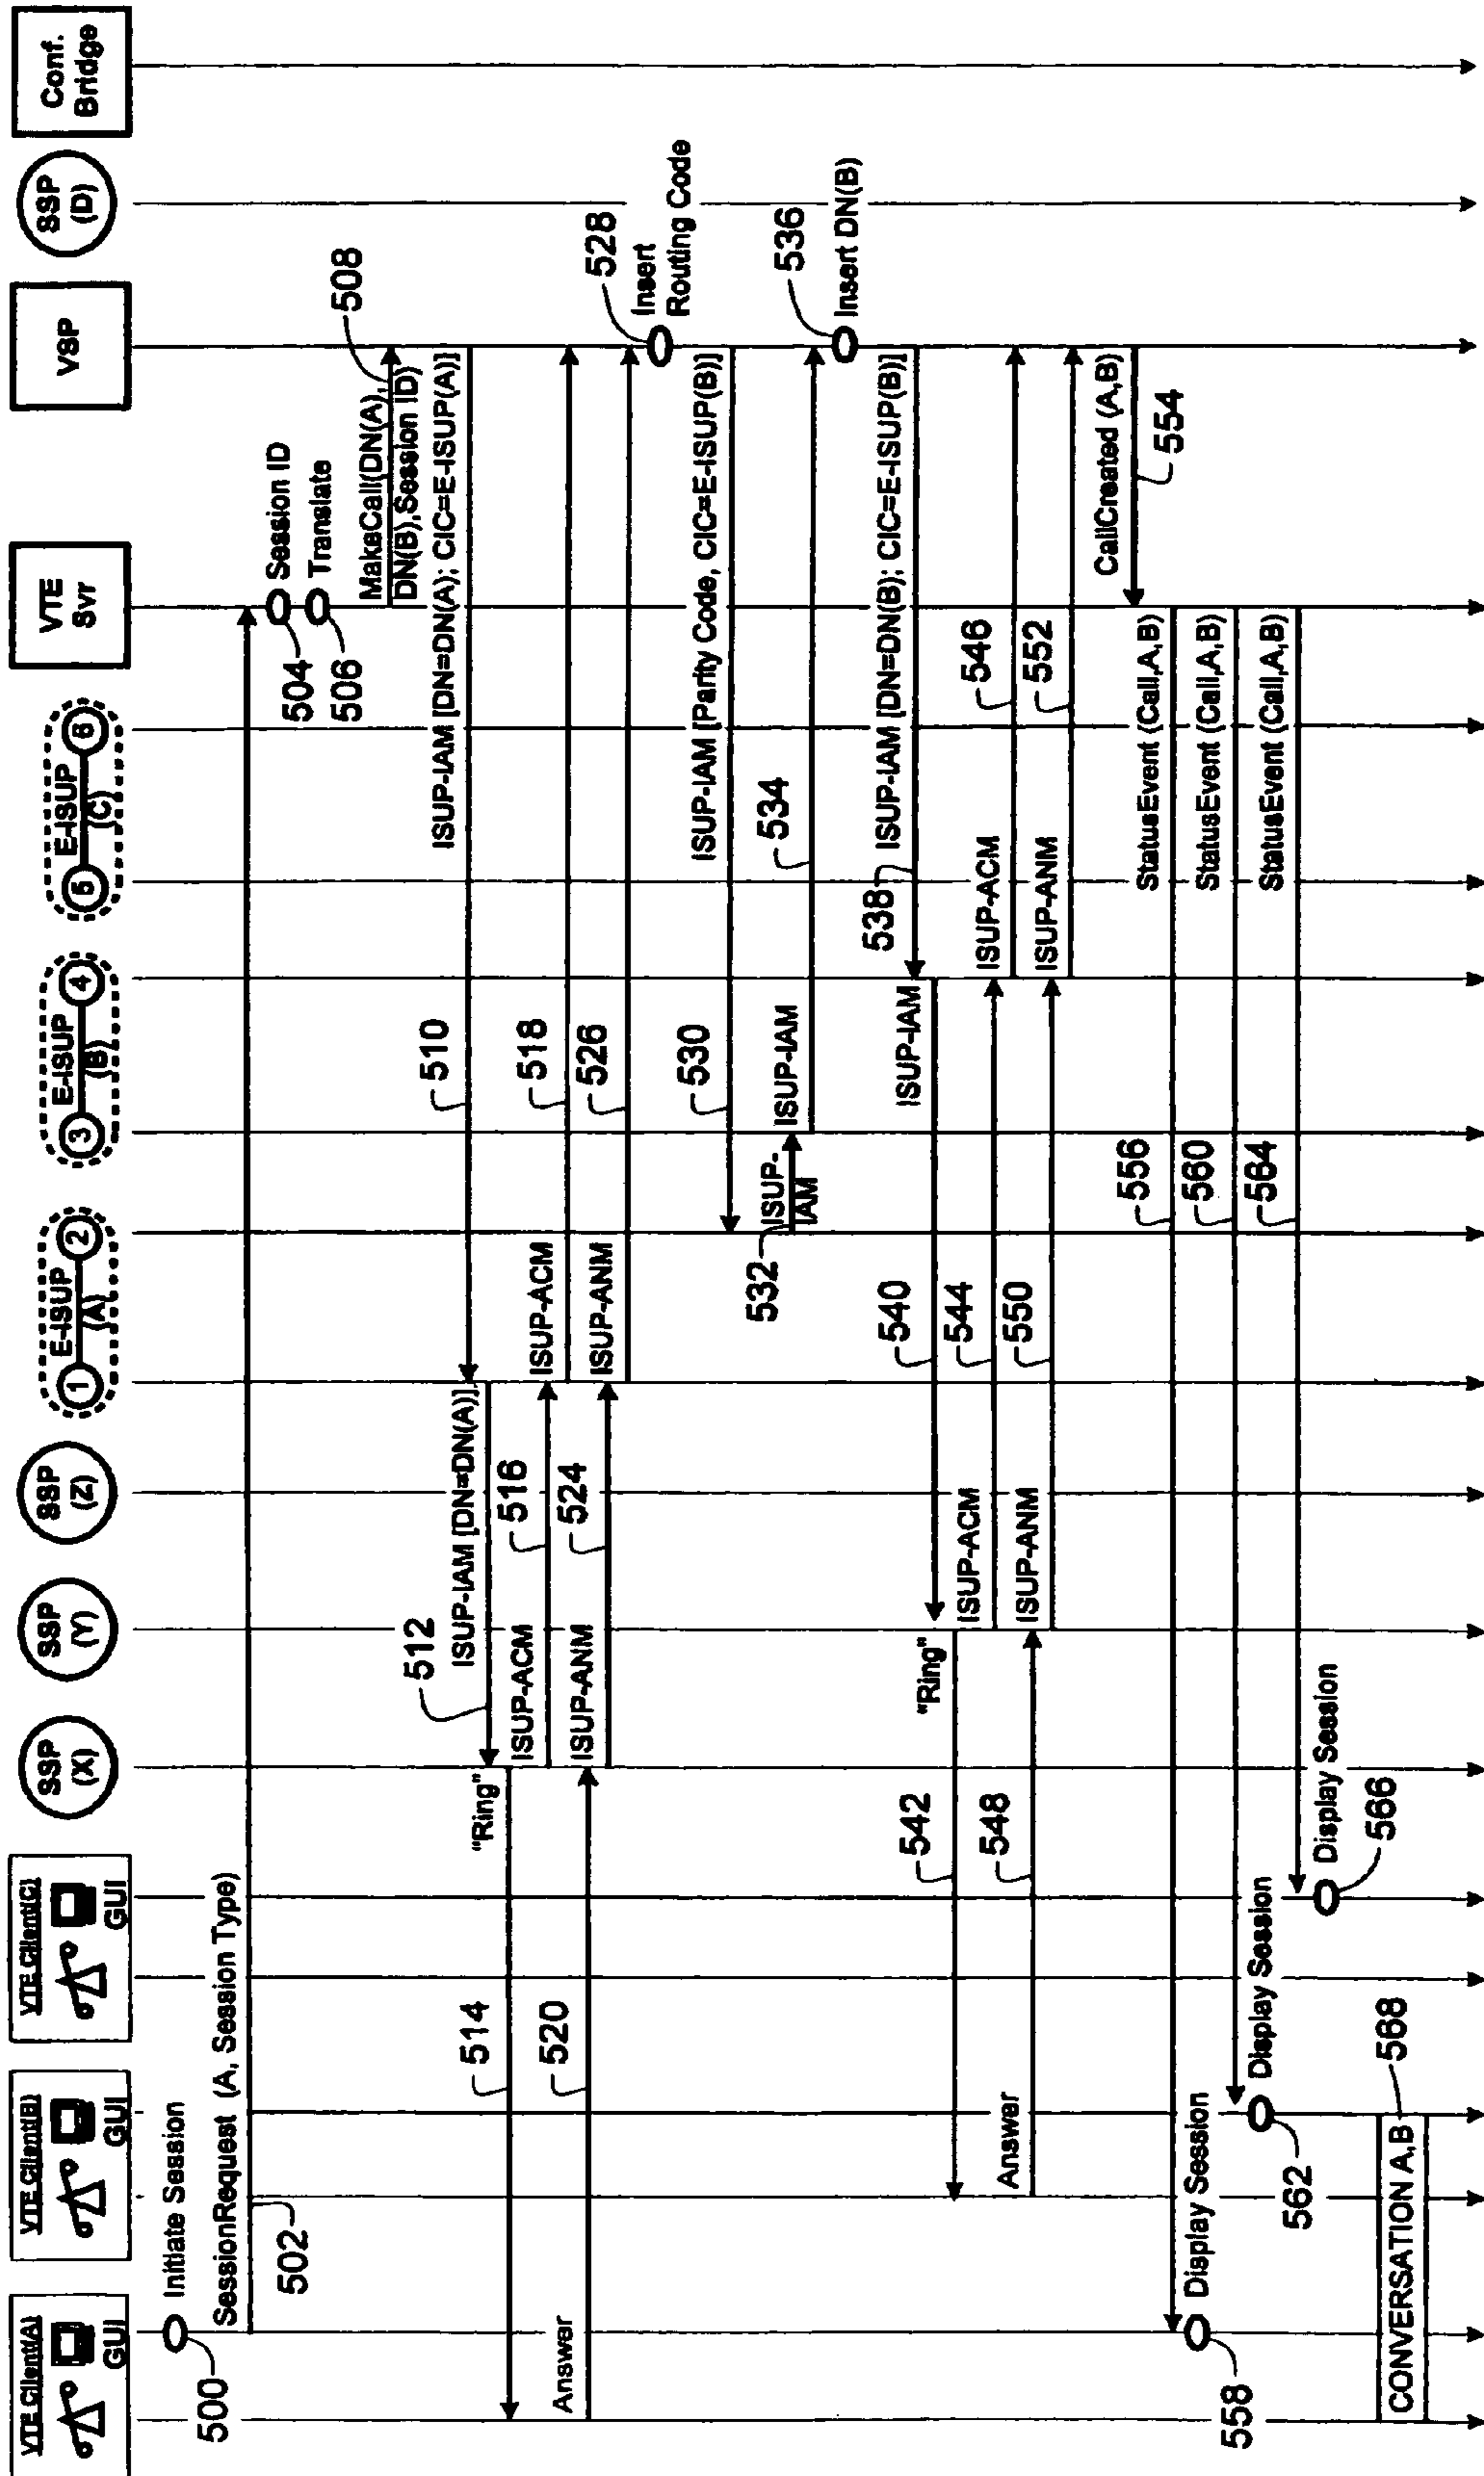 VTE Client(A)
GUI
VTE Client(B)
GUI
VTE Client(C)
GUI
SSP
(X)
SSP
(Y)
SSP
(Z)
E-ISUP
(A)
1
2
E-ISUP
(B)
3
4
E-ISUP
(C)
5
6
VTE
Svr
VSP
SSP
(D)
Conf.
Bridge
500
Initiate Session
SessionRequest (A, Session Type)
502
Session ID
504
Translate
506
508
MakeCall(DN(A),
DN(B),Session ID)
ISUP-IAM [DN=DN(A); CIC=E-ISUP(A)]
510
512
ISUP-IAM [DN=DN(A)]
"Ring"
514
ISUP-ACM
516
ISUP-ACM
518
Answer
520
ISUP-ANM
524
ISUP-ANM
526
528
Insert
Routing Code
ISUP-IAM [Parity Code, CIC=E-ISUP(B)]
530
532
ISUP-
IAM
ISUP-IAM
534
536
Insert DN(B)
538
ISUP-IAM [DN=DN(B); CIC=E-ISUP(B)]
ISUP-IAM
540
"Ring"
542
ISUP-ACM
544
ISUP-ACM
546
Answer
548
ISUP-ANM
550
ISUP-ANM
552
CallCreated (A,B)
554
StatusEvent (Call,A,B)
556
Display Session
558
StatusEvent (Call,A,B)
560
Display Session
562
StatusEvent (Call,A,B)
564
Display Session
566
CONVERSATION A,B
568